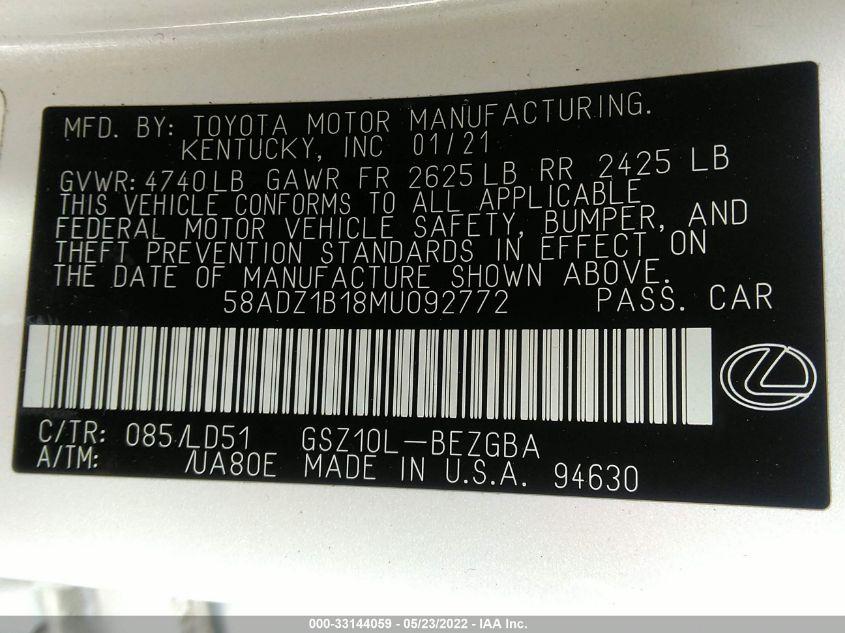 MFD. BY: TOYOTA MOTOR MANUFACTURING.
KENTUCKY, INC 01/21
GVWR: 4740LB GAWR FR 2625LB RR 2425 LB
THIS VEHICLE CONFORMS TO ALL APPLICABLE
FEDERAL MOTOR VEHICLE SAFETY, BUMPER, AND
THEFT PREVENTION STANDARDS IN EFFECT ON
THE DATE OF MANUFACTURE SHOWN ABOVE.
58ADZ1B18MU092772 PASS. CAR
C/TR: 085/LD51 GSZ10L-BEZGBA
A/TM: /UA80E MADE IN U.S.A. 94630
000-33144059 - 05/23/2022 - IAA Inc.